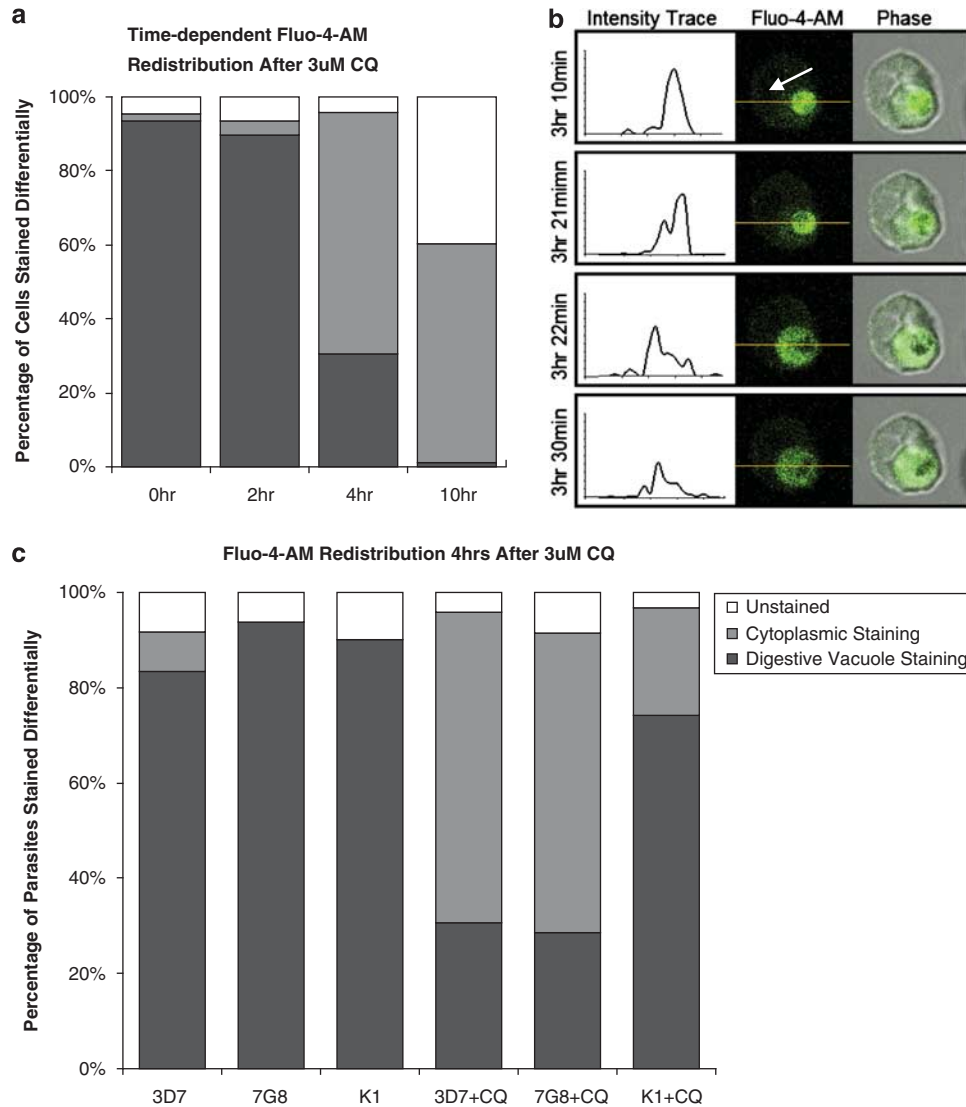 a
Time-dependent Fluo-4-AM
Redistribution After 3uM CQ
Percentage of Cells Stained Differentially
100%
80%
60%
40%
20%
0%
0hr
2hr
4hr
10hr
b
Intensity Trace
Fluo-4-AM
Phase
3hr 10min
3hr 21mimn
3hr 22min
3hr 30min
c
Fluo-4-AM Redistribution 4hrs After 3uM CQ
Percentage of Parasites Stained Differentially
100%
80%
60%
40%
20%
0%
3D7
7G8
K1
3D7+CQ
7G8+CQ
K1+CQ
Unstained
Cytoplasmic Staining
Digestive Vacuole Staining